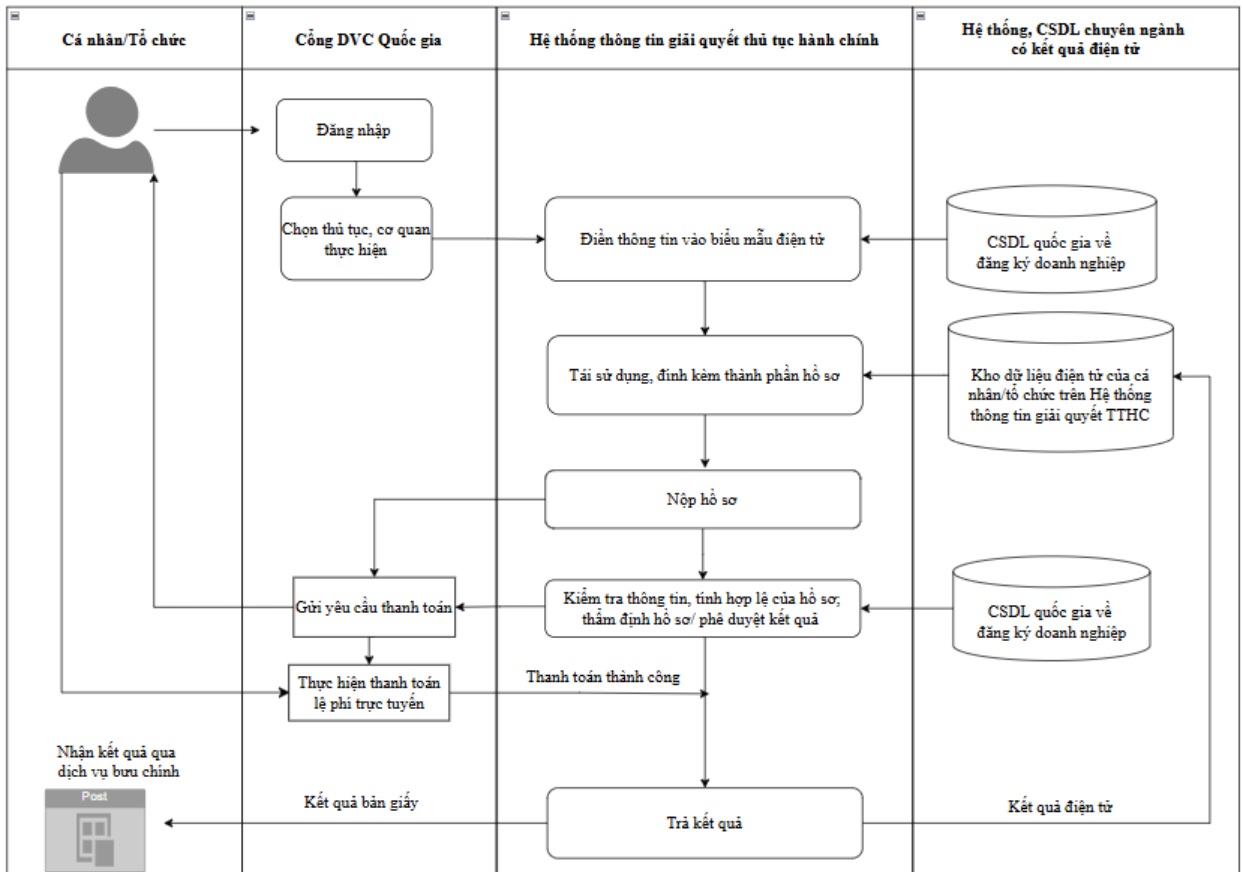 Cá nhân/Tổ chức
Cổng DVC Quốc gia
Hệ thống thông tin giải quyết thủ tục hành chính
Hệ thống, CSDL chuyên ngành
có kết quả điện tử
Đăng nhập
Chọn thủ tục, cơ quan
thực hiện
Điền thông tin vào biểu mẫu điện tử
CSDL quốc gia về
đăng ký doanh nghiệp
Tái sử dụng, đính kèm thành phần hồ sơ
Kho dữ liệu điện tử của cá
nhân/tổ chức trên Hệ thống
thông tin giải quyết TTHC
Nộp hồ sơ
Gửi yêu cầu thanh toán
Kiểm tra thông tin, tính hợp lệ của hồ sơ;
thẩm định hồ sơ/ phê duyệt kết quả
CSDL quốc gia về
đăng ký doanh nghiệp
Thực hiện thanh toán
lệ phí trực tuyến
Thanh toán thành công
Nhận kết quả qua
dịch vụ bưu chính
Post
Kết quả bản giấy
Trả kết quả
Kết quả điện tử